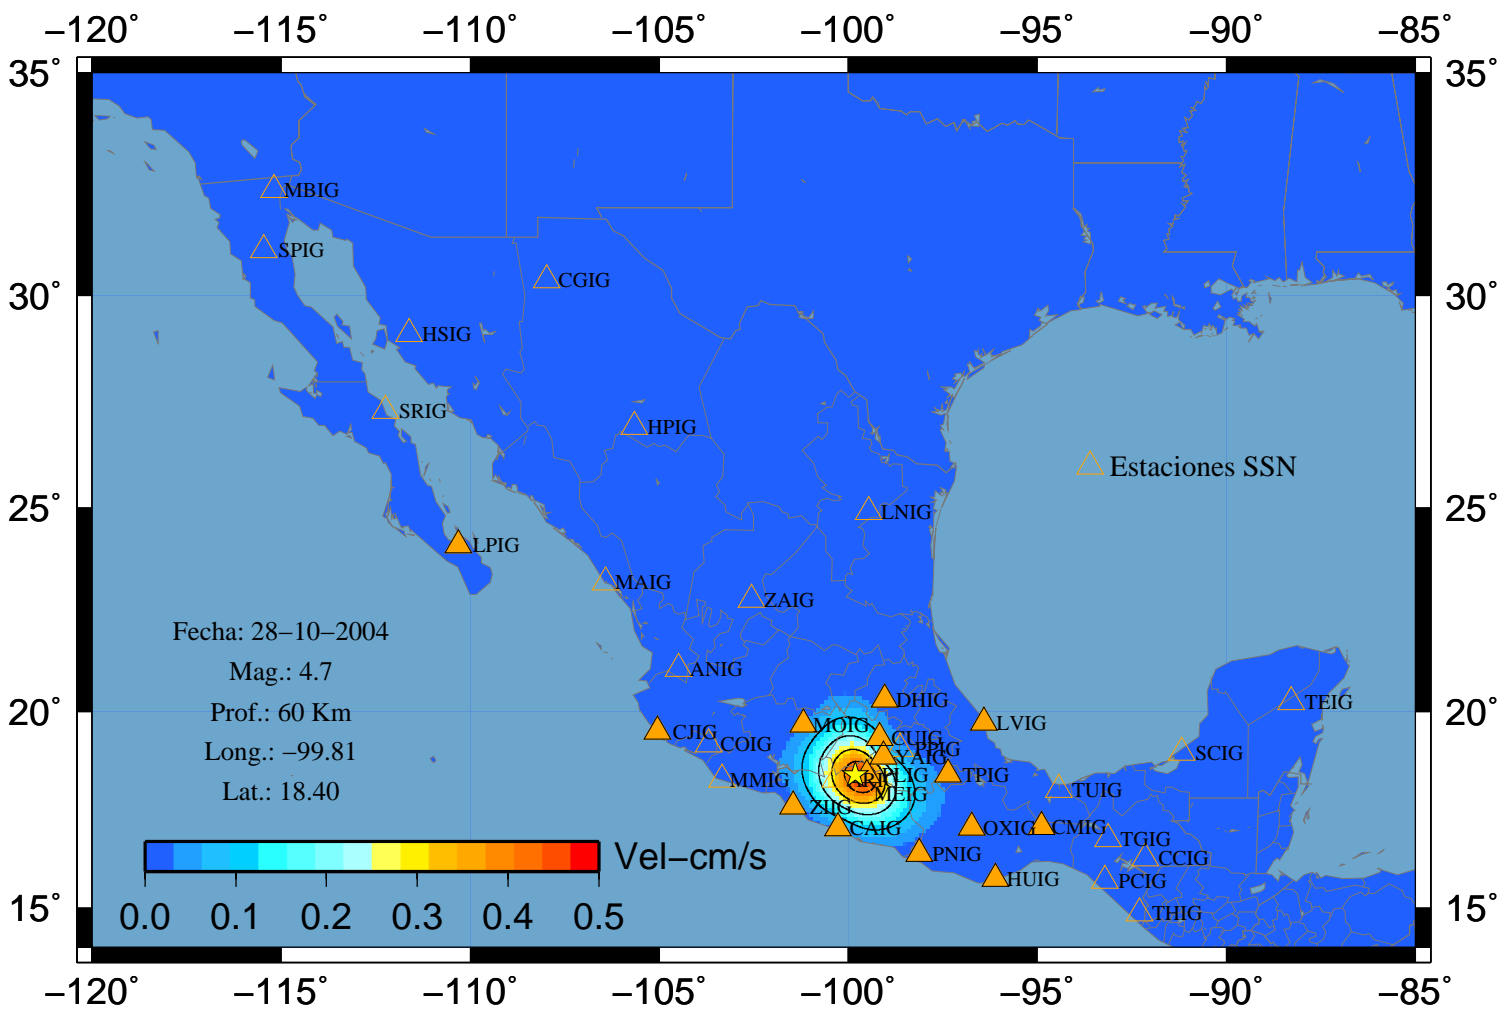 −120˚ −115˚ −110˚ −105˚ −100˚ −95˚ −90˚ −85˚
35˚ 35˚
MBIG
SPIG
CGIG
30˚ 30˚
HSIG
SRIG
HPIG
Estaciones SSN
25˚ 25˚
LNIG
LPIG
MAIG
ZAIG
Fecha: 28−10−2004
Mag.: 4.7
Prof.: 60 Km
Long.: −99.81
Lat.: 18.40
ANIG
DHIG
TEIG
20˚ 20˚
CJIG
COIG
MOIG
CUIG
PPIG
YAIG
LVIG
SCIG
MMIG
PLIG
TPIG
MEIG
TUIG
ZIIG
CAIG
OXIG
CMIG
TGIG
CCIG
PNIG
HUIG
PCIG
THIG
Vel−cm/s
0.0 0.1 0.2 0.3 0.4 0.5
15˚ 15˚
−120˚ −115˚ −110˚ −105˚ −100˚ −95˚ −90˚ −85˚